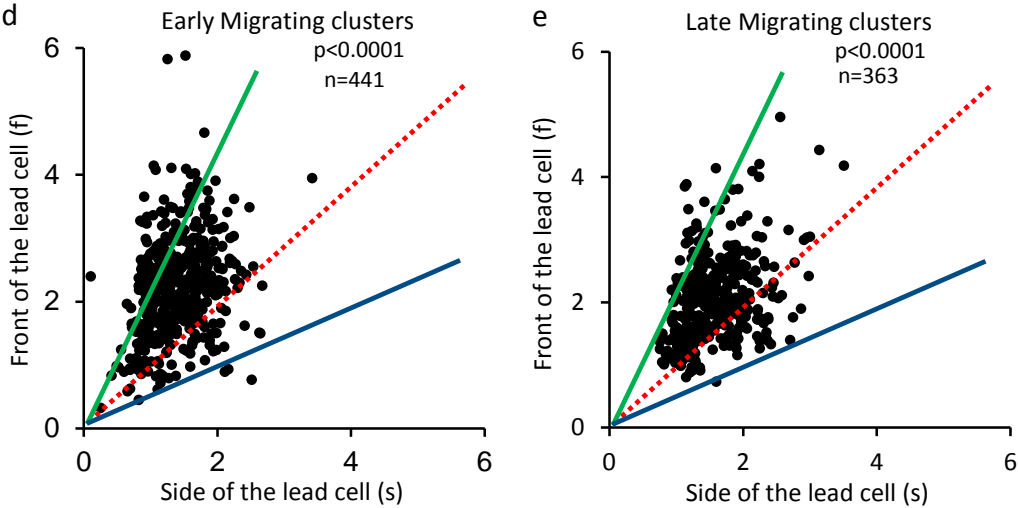 d
Early Migrating clusters
p<0.0001
n=441
6
4
2
0
0
2
4
6
Front of the lead cell (f)
Side of the lead cell (s)
e
Late Migrating clusters
p<0.0001
n=363
6
4
2
0
0
2
4
6
Front of the lead cell (f)
Side of the lead cell (s)